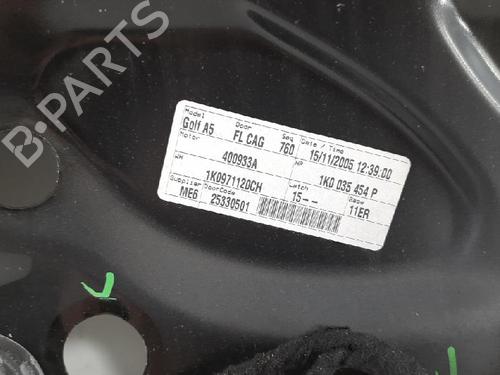 B-PARTS
Model Door Seq Date / Time
Golf A5 FL CAG 760 15/11/2005 12:39:00
Motor HP
400933A 1K0 035 454 P
WH Latch
1K0971120CH 15--
Supplier DoorCode Base
ME6 25330501 11ER